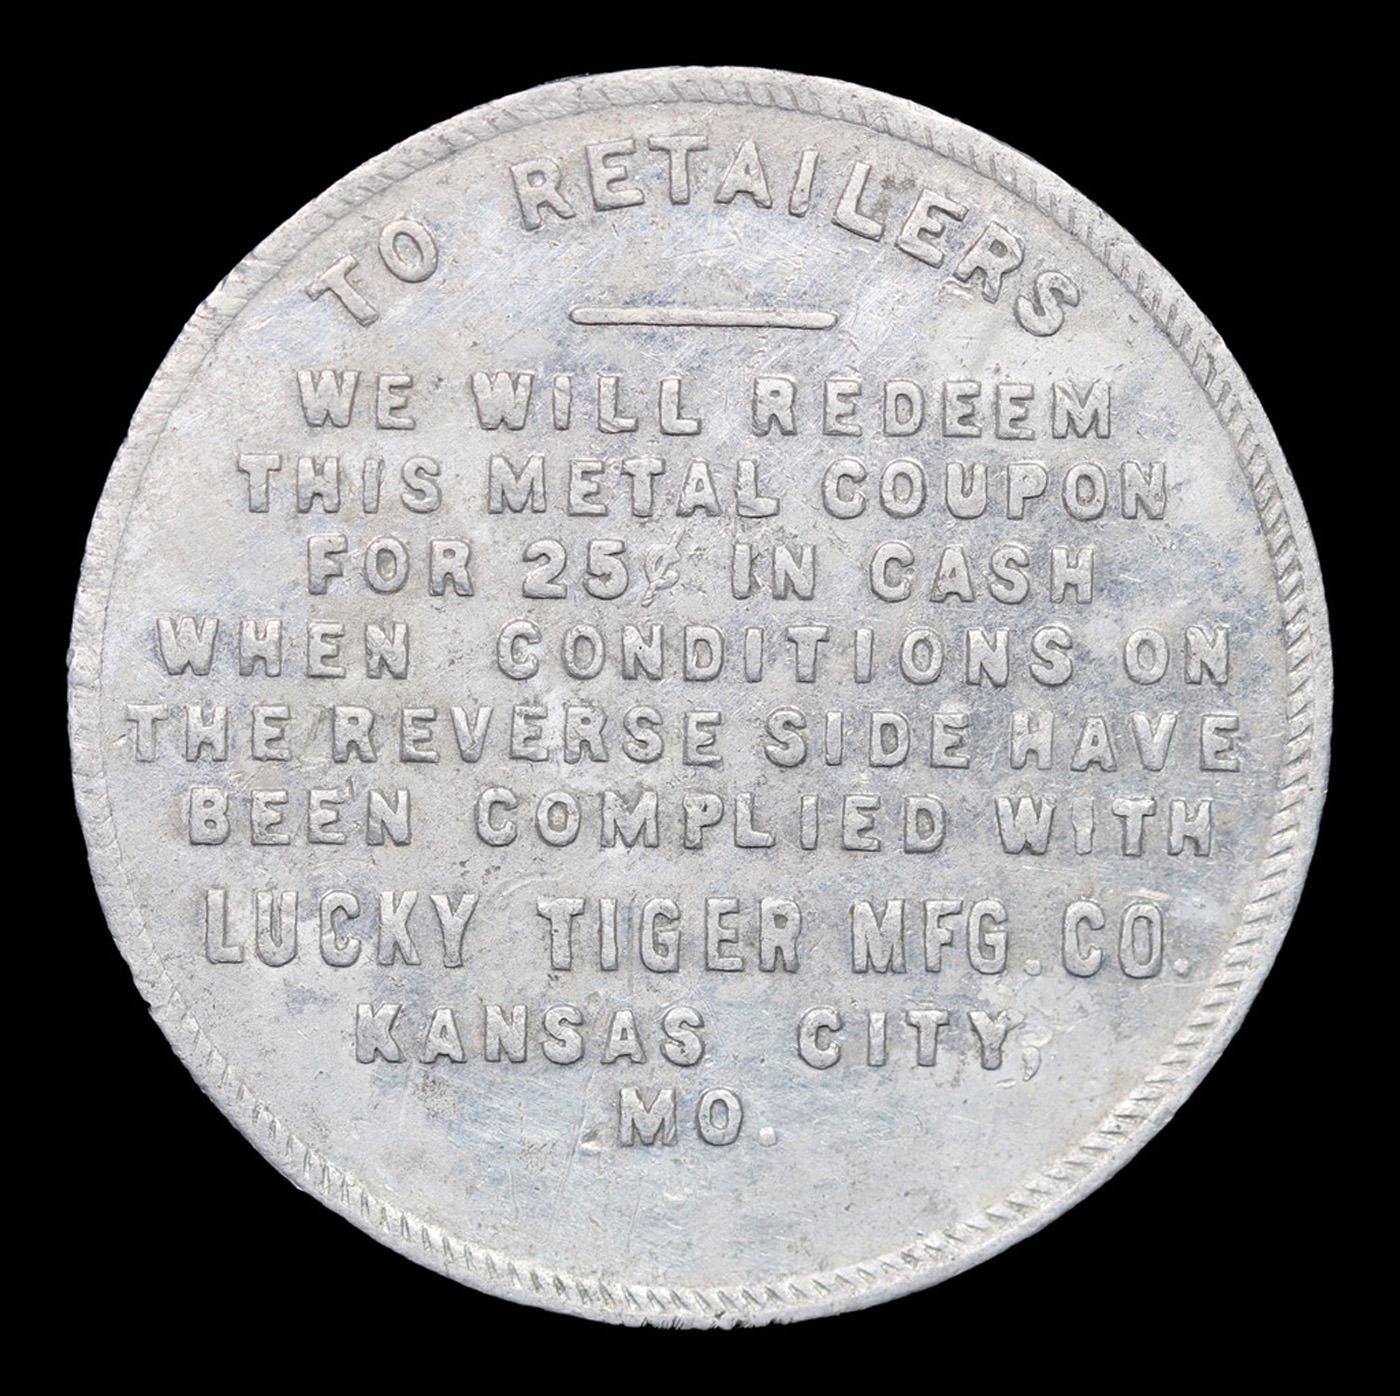 TO RETAILERS
WE WILL REDEEM
THIS METAL COUPON
FOR 25¢ IN CASH
WHEN CONDITIONS ON
THE REVERSE SIDE HAVE
BEEN COMPLIED WITH
LUCKY TIGER MFG. CO.
KANSAS CITY,
MO.